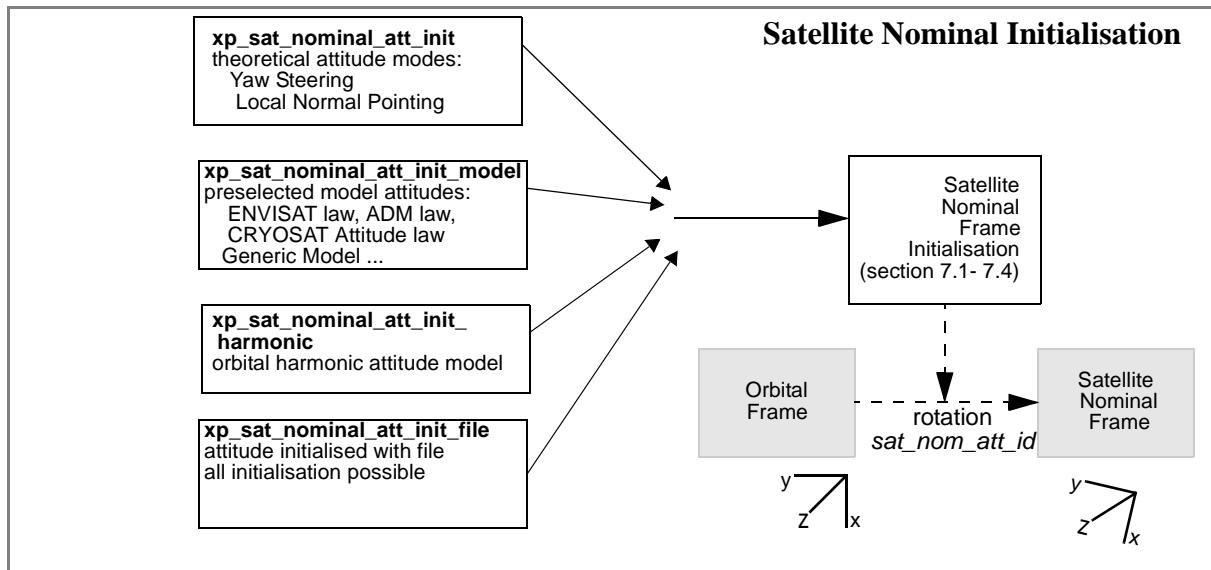 Satellite Nominal Initialisation
xp_sat_nominal_att_init
theoretical attitude modes:
Yaw Steering
Local Normal Pointing
xp_sat_nominal_att_init_model
preselected model attitudes:
ENVISAT law, ADM law,
CRYOSAT Attitude law
Generic Model ...
xp_sat_nominal_att_init_
harmonic
orbital harmonic attitude model
xp_sat_nominal_att_init_file
attitude initialised with file
all initialisation possible
Satellite
Nominal
Frame
Initialisation
(section 7.1- 7.4)
Orbital
Frame
rotation
sat_nom_att_id
Satellite
Nominal
Frame
y
z
x
y
z
x